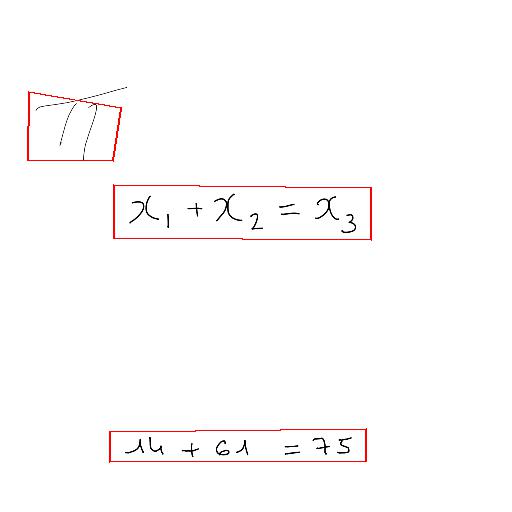 π
x₁ + x₂ = x₃
14 + 61 = 75